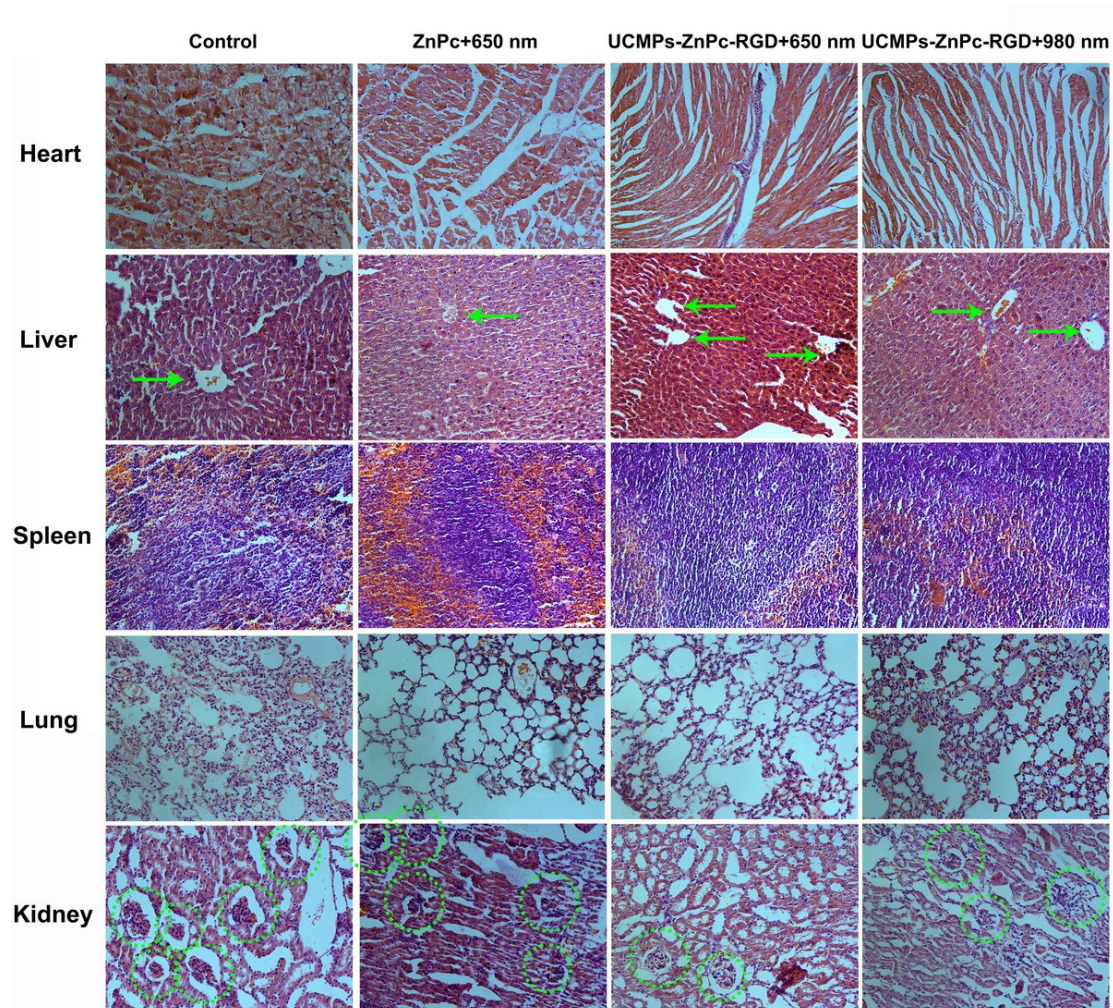 Control ZnPc+650 nm UCMPs-ZnPc-RGD+650 nm UCMPs-ZnPc-RGD+980 nm
Heart
Liver
Spleen
Lung
Kidney